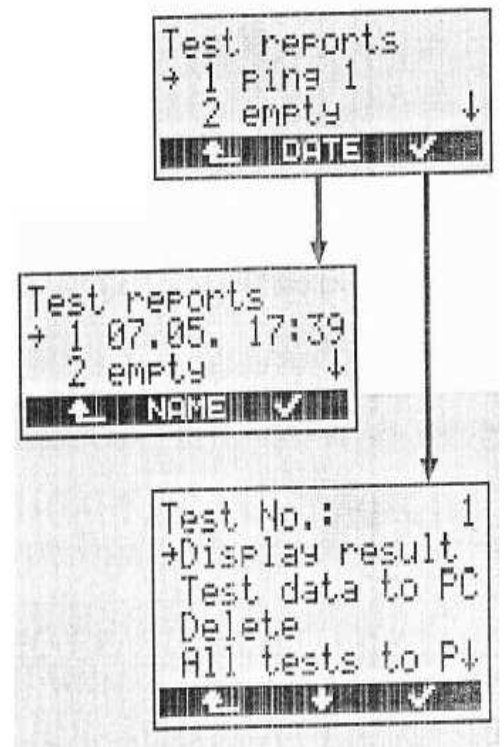 Test reports
→ 1 ping 1
2 empty ↓
DATE
Test reports
→ 1 07.05. 17:39
2 empty ↓
NAME
Test No.: 1
→Display result
Test data to PC
Delete
All tests to P↓